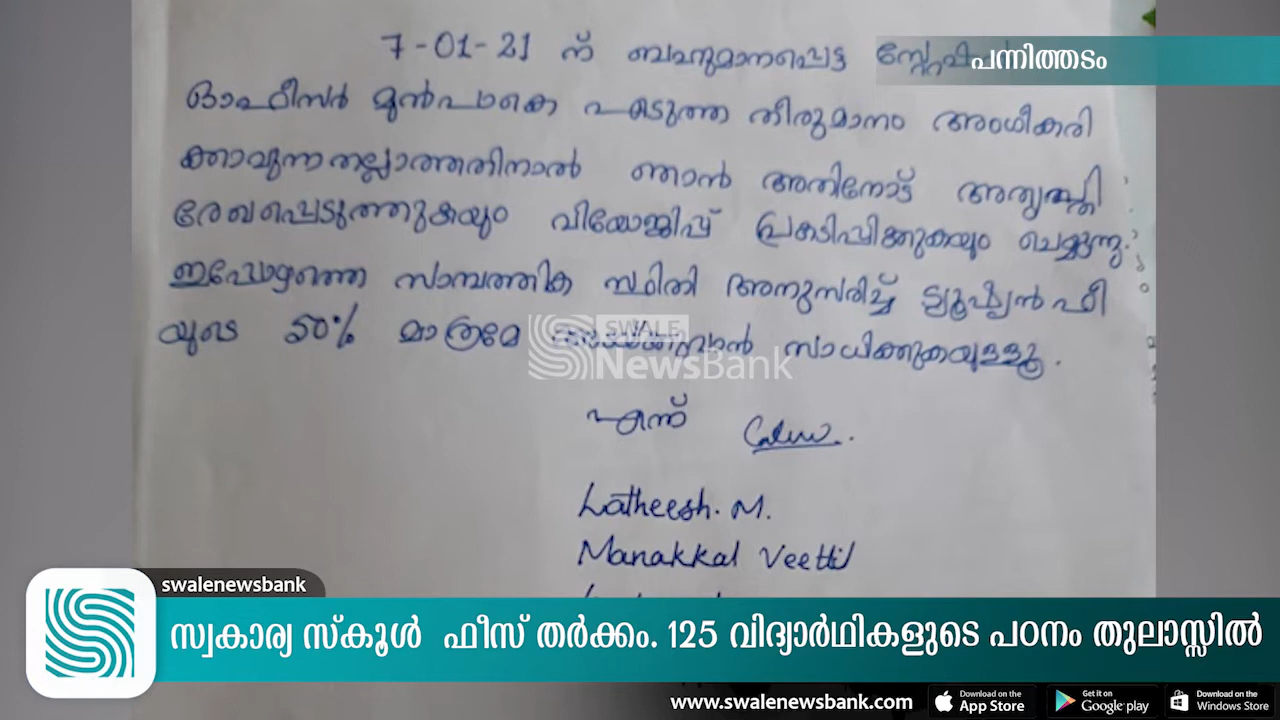 7-01-21 ന് ബഹുമാനപ്പെട്ട
പന്നിത്തടം
ഓഫീസർ മുൻപാകെ എടുത്ത തീരുമാനം അംഗീകരി
ക്കാവുന്നതല്ലാത്തതിനാൽ ഞാൻ അതിനോട് അതൃപ്തി
രേഖപ്പെടുത്തുകയും വിയോജിപ്പ് പ്രകടിപ്പിക്കുകയും ചെയ്യുന്നു.
ഇപ്പോഴത്തെ സാമ്പത്തിക സ്ഥിതി അനുസരിച്ച് ട്യൂഷ്യൻ ഫീ
യുടെ 50% മാത്രമേ അടയ്ക്കുവാൻ സാധിക്കുകയുള്ളൂ.
SWALE
NewsBank
എന്ന്
Latheesh. M.
Manakkal Veettil
swalenewsbank
സ്വകാര്യ സ്കൂൾ ഫീസ് തർക്കം. 125 വിദ്യാർഥികളുടെ പഠനം തുലാസ്സിൽ
www.swalenewsbank.com
Download on the App Store
Get it on Google play
Download on the Windows Store